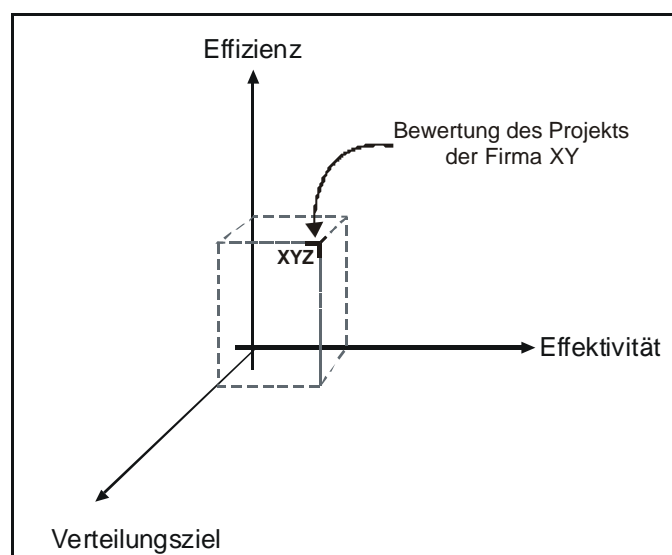 Effizienz
Bewertung des Projekts
der Firma XY
XYZ
Effektivität
Verteilungsziel